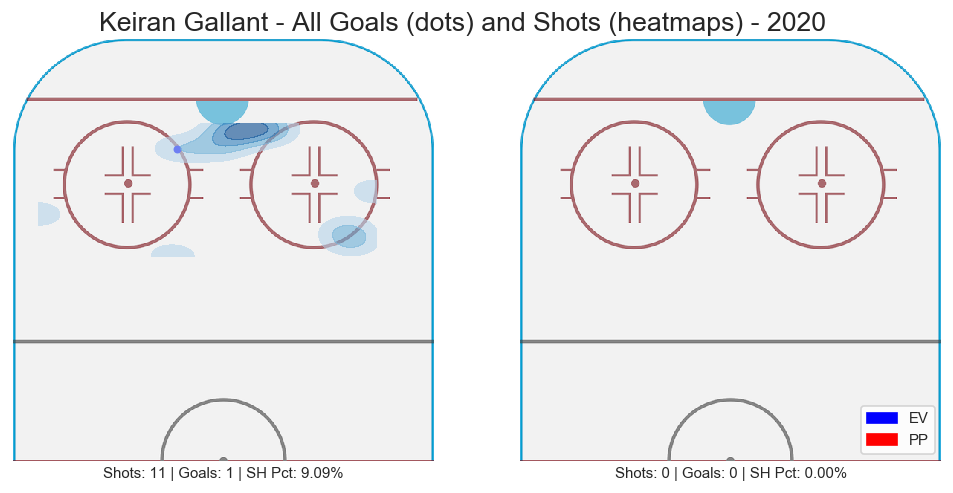 Keiran Gallant - All Goals (dots) and Shots (heatmaps) - 2020
EV
PP
Shots: 11 | Goals: 1 | SH Pct: 9.09%
Shots: 0 | Goals: 0 | SH Pct: 0.00%